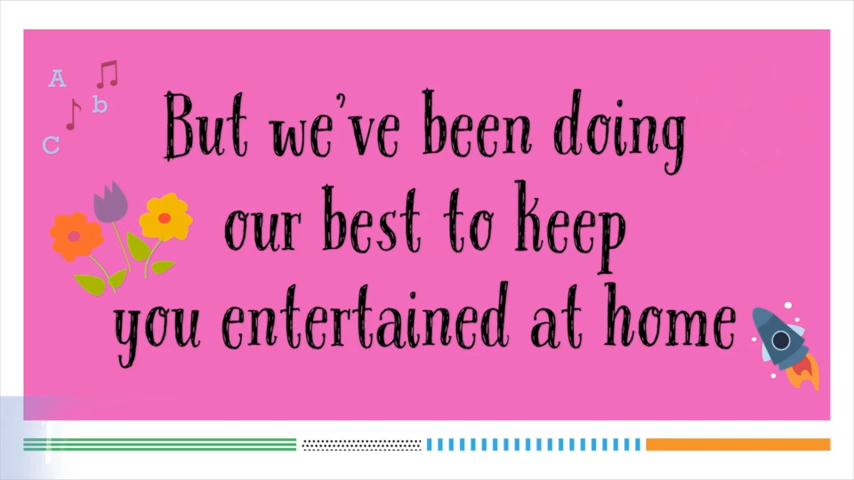 A
b
C
But we've been doing
our best to keep
you entertained at home